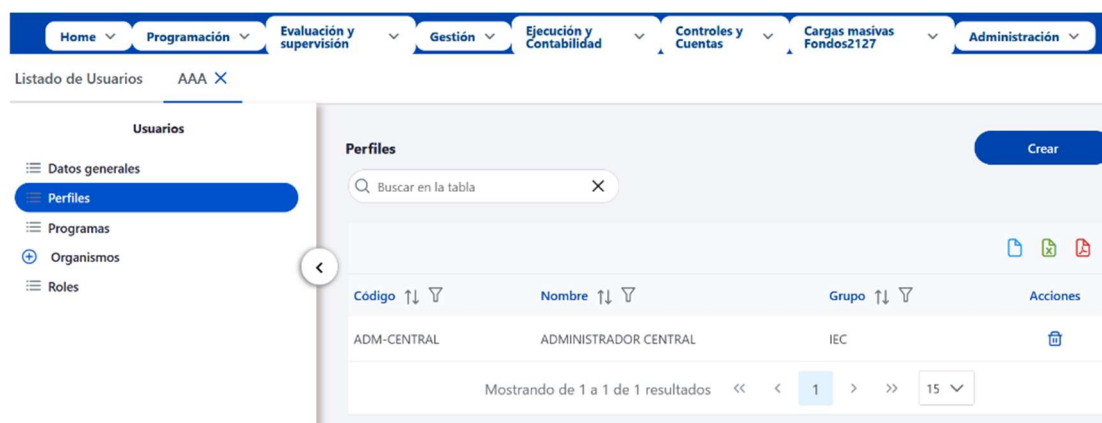 Home Programación Evaluación y supervisión Gestión Ejecución y Contabilidad Controles y Cuentas Cargas masivas Fondos2127 Administración
Listado de Usuarios AAA
Usuarios
Datos generales
Perfiles
Programas
Organismos
Roles
Perfiles
Crear
Buscar en la tabla
Código Nombre Grupo Acciones
ADM-CENTRAL ADMINISTRADOR CENTRAL IEC
Mostrando de 1 a 1 de 1 resultados << < 1 > >> 15